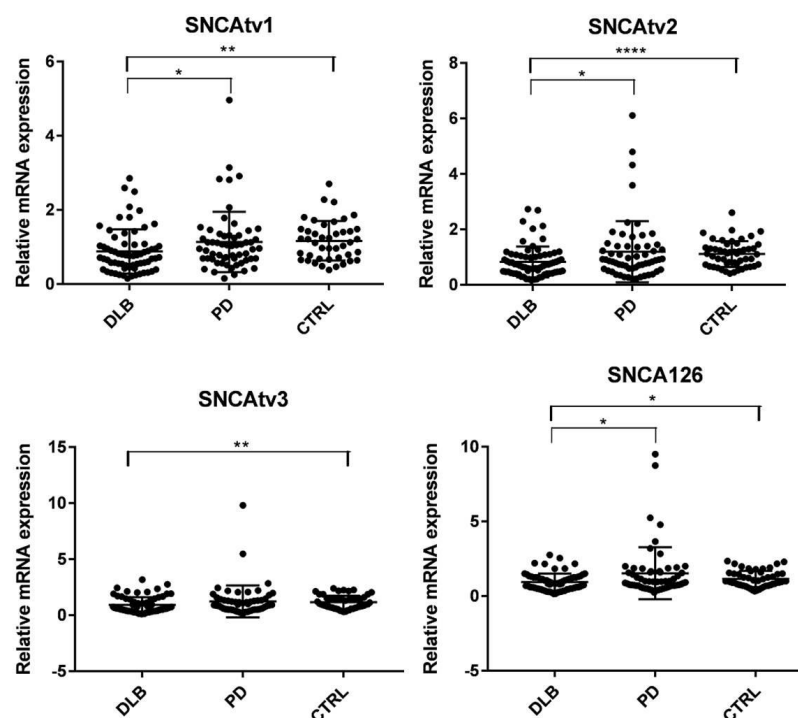 SNCAtv1
**
*
Relative mRNA expression
6
4
2
0
DLB
PD
CTRL
SNCAtv2
****
*
Relative mRNA expression
8
6
4
2
0
DLB
PD
CTRL
SNCAtv3
**
Relative mRNA expression
15
10
5
0
-5
DLB
PD
CTRL
SNCA126
*
*
Relative mRNA expression
10
5
0
-5
DLB
PD
CTRL